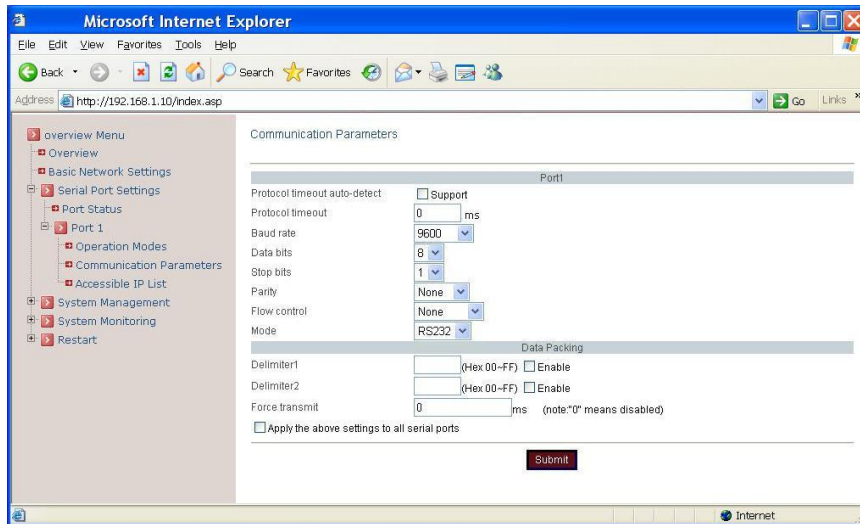 Microsoft Internet Explorer
File Edit View Favorites Tools Help
Back Search Favorites
Address http://192.168.1.10/index.asp Go Links »
overview Menu
Overview
Basic Network Settings
Serial Port Settings
Port Status
Port 1
Operation Modes
Communication Parameters
Accessible IP List
System Management
System Monitoring
Restart
Communication Parameters
Port1
Protocol timeout auto-detect Support
Protocol timeout 0 ms
Baud rate 9600
Data bits 8
Stop bits 1
Parity None
Flow control None
Mode RS232
Data Packing
Delimiter1 (Hex 00~FF) Enable
Delimiter2 (Hex 00~FF) Enable
Force transmit 0 ms (note:"0" means disabled)
Apply the above settings to all serial ports
Submit
Internet